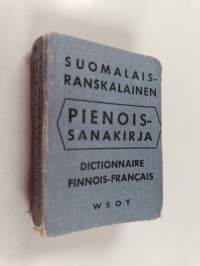 SUOMALAIS-
RANSKALAINEN
PIENOIS-
SANAKIRJA
DICTIONNAIRE
FINNOIS-FRANÇAIS
WSOY